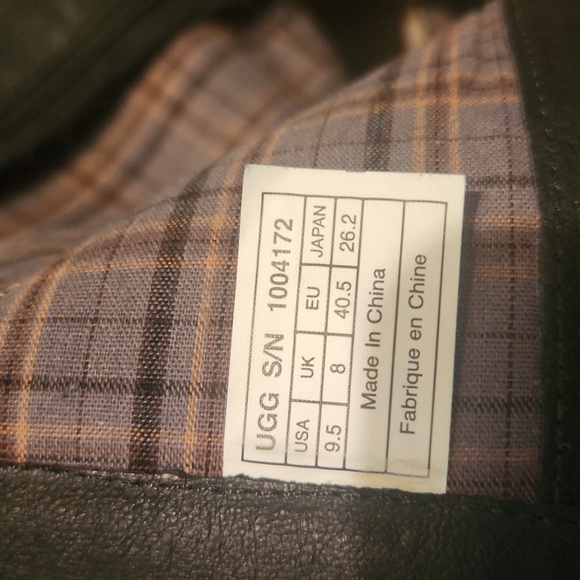 UGG S/N 1004172
USA UK EU JAPAN
9.5 8 40.5 26.2
Made In China
Fabrique en Chine